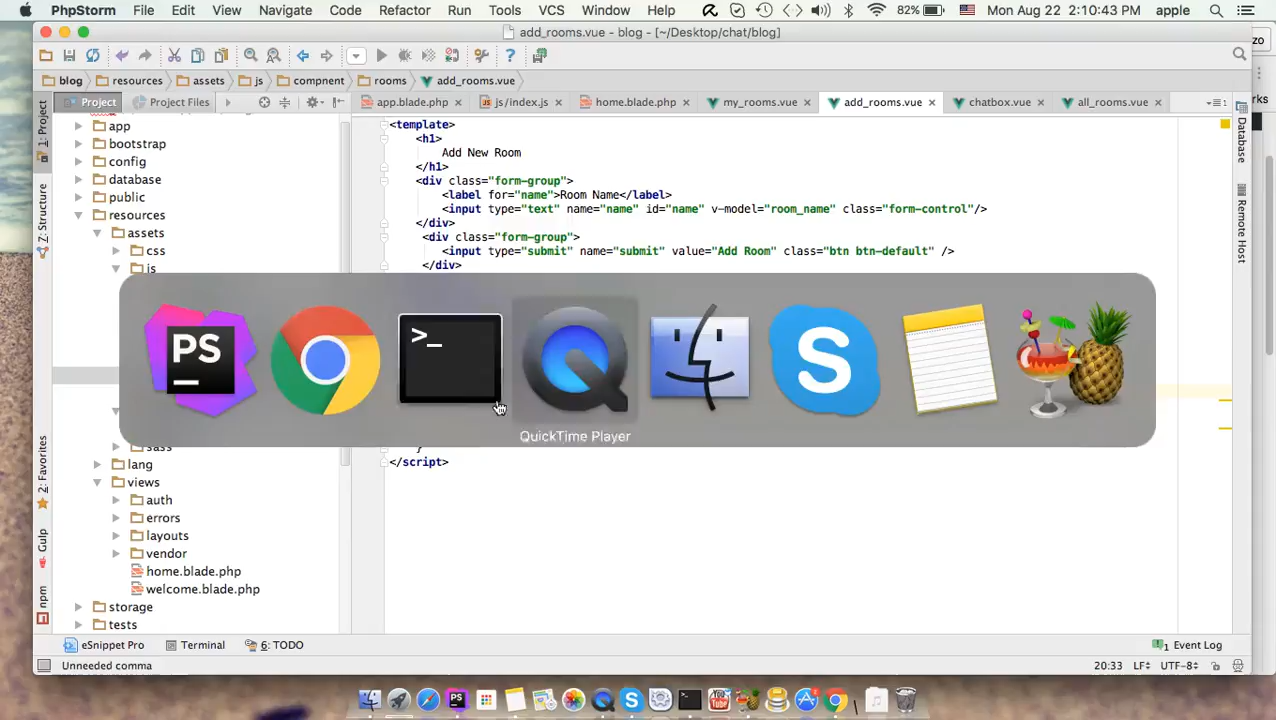 PhpStorm File Edit View Navigate Code Refactor Run Tools VCS Window Help 82% Mon Aug 22 2:10:43 PM apple
add_rooms.vue - blog - [~/Desktop/chat/blog]
blog resources assets js compnent rooms add_rooms.vue
1: Project
Z: Structure
2: Favorites
Gulp
npm
Project Project Files
app.blade.php js/index.js home.blade.php my_rooms.vue add_rooms.vue chatbox.vue all_rooms.vue
app
bootstrap
config
database
public
resources
assets
css
js
sass
lang
views
auth
errors
layouts
vendor
home.blade.php
welcome.blade.php
storage
tests
<template>
<h1>
Add New Room
</h1>
<div class="form-group">
<label for="name">Room Name</label>
<input type="text" name="name" id="name" v-model="room_name" class="form-control"/>
</div>
<div class="form-group">
<input type="submit" name="submit" value="Add Room" class="btn btn-default" />
</div>
}
</script>
PS
>_
S
QuickTime Player
Database
Remote Host
eSnippet Pro Terminal 6: TODO 1 Event Log
Unneeded comma 20:33 LF UTF-8